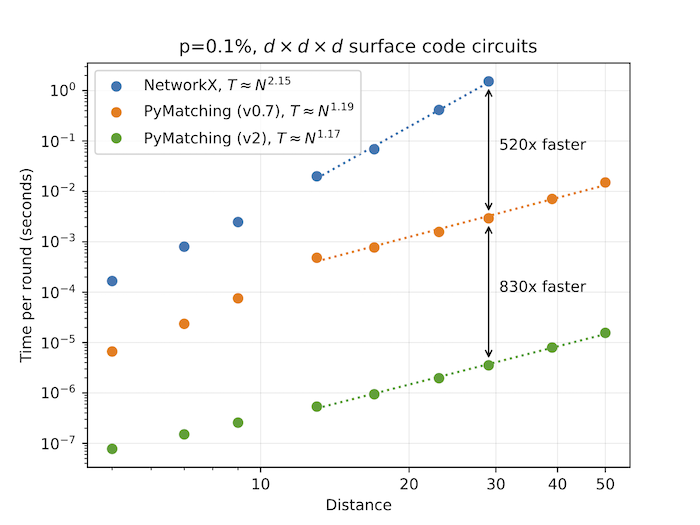 p=0.1%, d × d × d surface code circuits
NetworkX, T ≈ N^2.15
PyMatching (v0.7), T ≈ N^1.19
PyMatching (v2), T ≈ N^1.17
520x faster
830x faster
Time per round (seconds)
10^0
10^−1
10^−2
10^−3
10^−4
10^−5
10^−6
10^−7
10 20 30 40 50
Distance